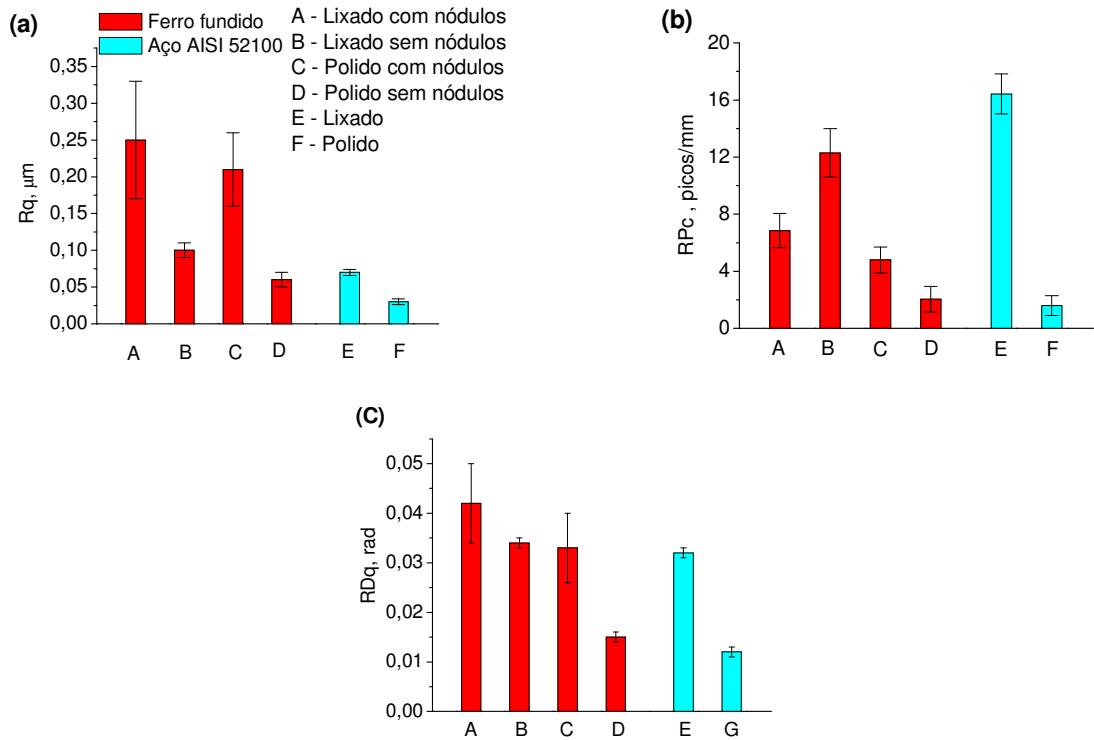 (a)
Ferro fundido
Aço AISI 52100
A - Lixado com nódulos
B - Lixado sem nódulos
C - Polido com nódulos
D - Polido sem nódulos
E - Lixado
F - Polido
0,35
0,30
0,25
0,20
0,15
0,10
0,05
0,00
Rq, μm
A B C D E F
(b)
20
16
12
8
4
0
RPc , picos/mm
A B C D E F
(C)
0,05
0,04
0,03
0,02
0,01
0,00
RDq, rad
A B C D E G